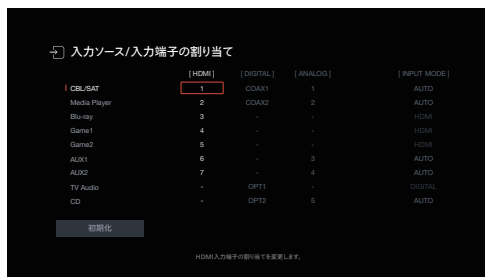 入力ソース/入力端子の割り当て
[ HDMI ] [ DIGITAL ] [ ANALOG ] [ INPUT MODE ]
CBL/SAT 1 COAX1 1 AUTO
Media Player 2 COAX2 2 AUTO
Blu-ray 3 - - HDMI
Game1 4 - - HDMI
Game2 5 - - HDMI
AUX1 6 - 3 AUTO
AUX2 7 - 4 AUTO
TV Audio - OPT1 - DIGITAL
CD - OPT2 5 AUTO
初期化
HDMI入力端子の割り当てを変更します。